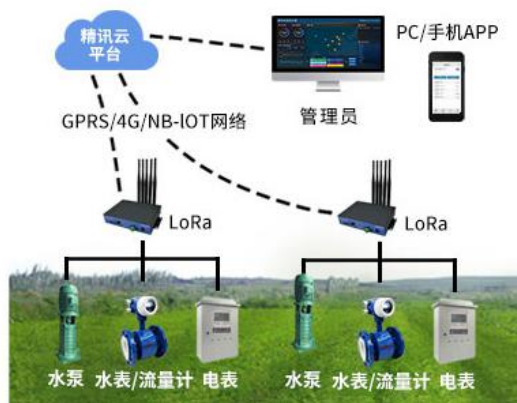 精讯云
平台
PC/手机APP
管理员
GPRS/4G/NB-IOT网络
LoRa
LoRa
水泵 水表/流量计 电表
水泵 水表/流量计 电表